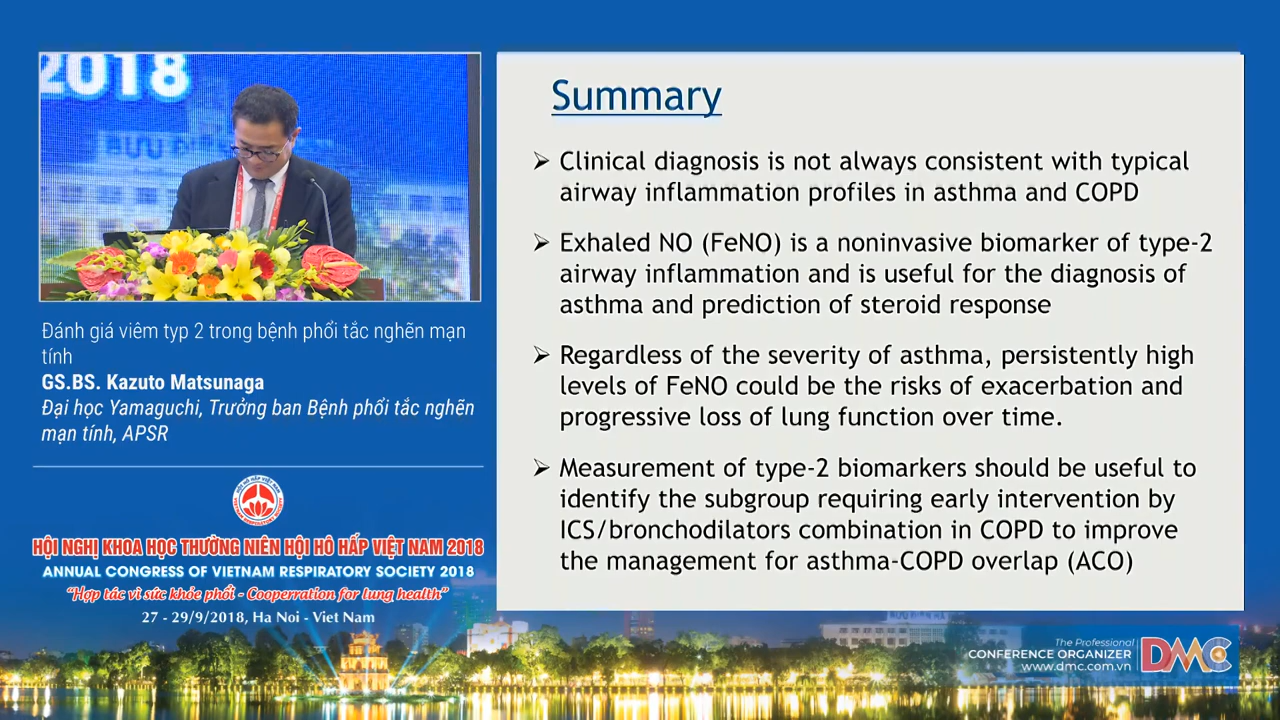 2018
BƯU ĐIỆN
Đánh giá viêm typ 2 trong bệnh phổi tắc nghẽn mạn
tính
GS.BS. Kazuto Matsunaga
Đại học Yamaguchi, Trưởng ban Bệnh phổi tắc nghẽn
mạn tính, APSR
HỘI NGHỊ KHOA HỌC THƯỜNG NIÊN HỘI HÔ HẤP VIỆT NAM 2018
ANNUAL CONGRESS OF VIETNAM RESPIRATORY SOCIETY 2018
“Hợp tác vì sức khỏe phổi - Cooperration for lung health”
27 - 29/9/2018, Ha Noi - Viet Nam
Summary
➢ Clinical diagnosis is not always consistent with typical
airway inflammation profiles in asthma and COPD
➢ Exhaled NO (FeNO) is a noninvasive biomarker of type-2
airway inflammation and is useful for the diagnosis of
asthma and prediction of steroid response
➢ Regardless of the severity of asthma, persistently high
levels of FeNO could be the risks of exacerbation and
progressive loss of lung function over time.
➢ Measurement of type-2 biomarkers should be useful to
identify the subgroup requiring early intervention by
ICS/bronchodilators combination in COPD to improve
the management for asthma-COPD overlap (ACO)
The Professional
CONFERENCE ORGANIZER
www.dmc.com.vn
DMC